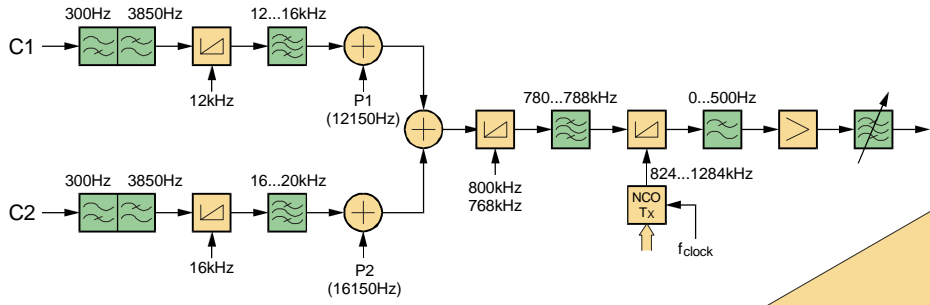 300Hz 3850Hz 12...16kHz
C1
12kHz
P1
(12150Hz)
780...788kHz
0...500Hz
800kHz
768kHz
824...1284kHz
NCO
TX
fclock
300Hz 3850Hz 16...20kHz
C2
16kHz
P2
(16150Hz)